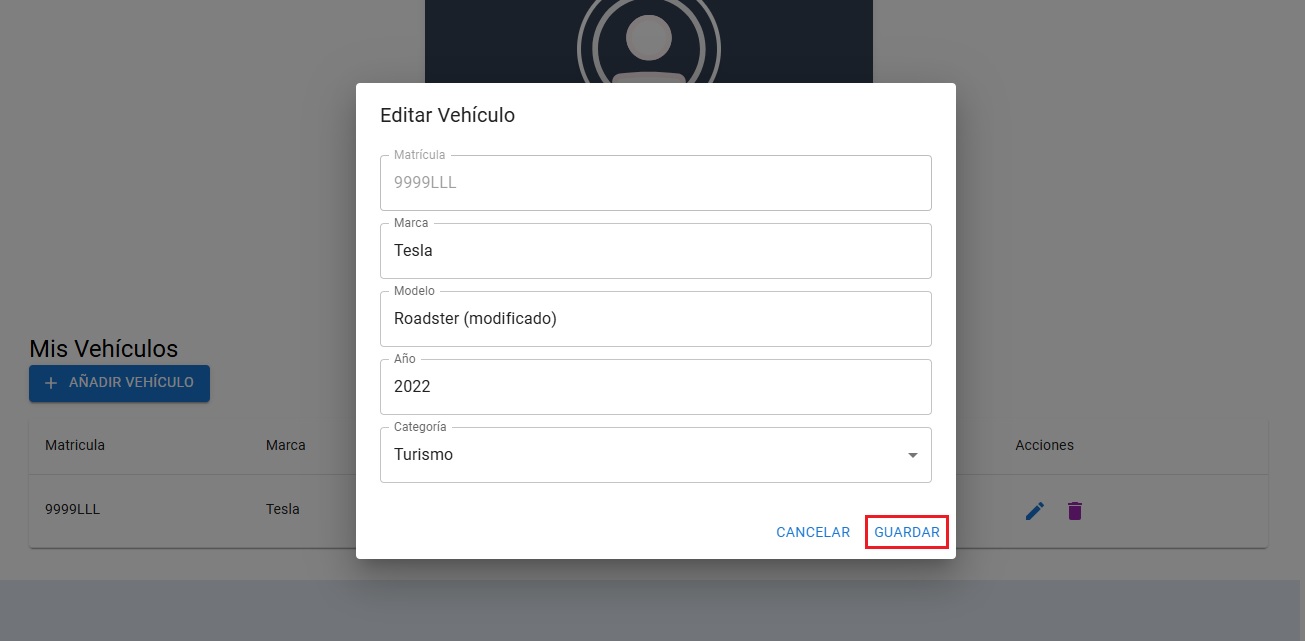 Editar Vehículo
Matrícula
9999LLL
Marca
Tesla
Modelo
Roadster (modificado)
Año
2022
Categoría
Turismo
CANCELAR GUARDAR
Mis Vehículos
AÑADIR VEHÍCULO
Matricula Marca Acciones
9999LLL Tesla